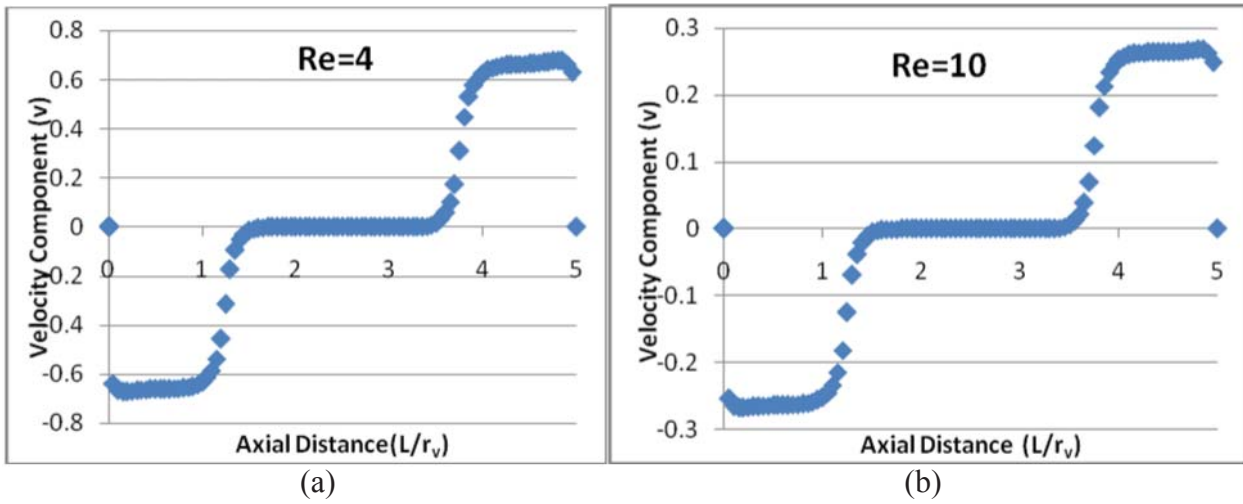 Re=4
Velocity Component (v)
0.8
0.6
0.4
0.2
0
-0.2
-0.4
-0.6
-0.8
0 1 2 3 4 5
Axial Distance(L/rv)
(a)
Re=10
Velocity Component (v)
0.3
0.2
0.1
0
-0.1
-0.2
-0.3
0 1 2 3 4 5
Axial Distance (L/rv)
(b)